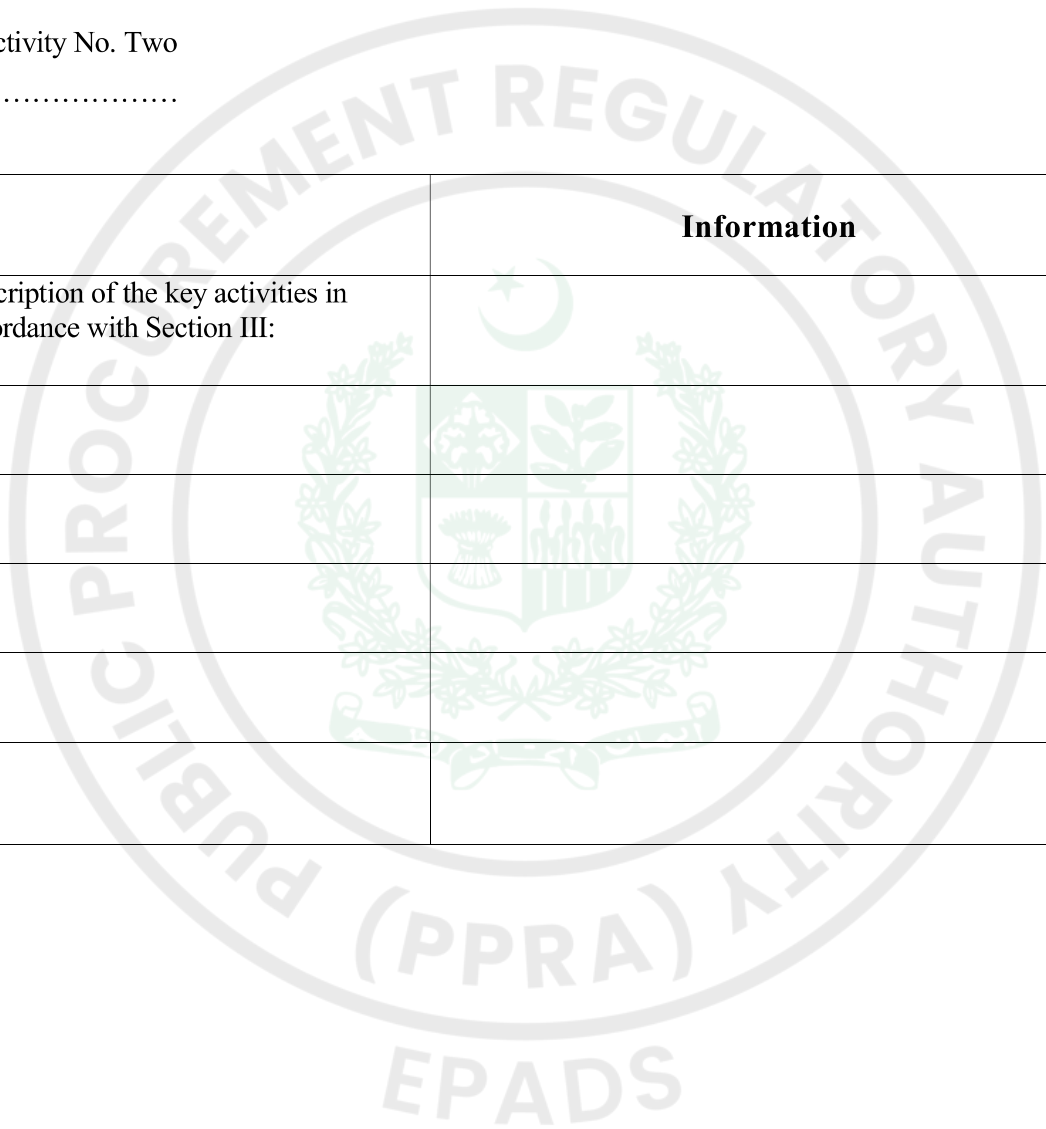 ctivity No. Two
………………
Information
cription of the key activities in
ordance with Section III:
PUBLIC PROCUREMENT REGULATORY AUTHORITY
(PPRA)
EPADS